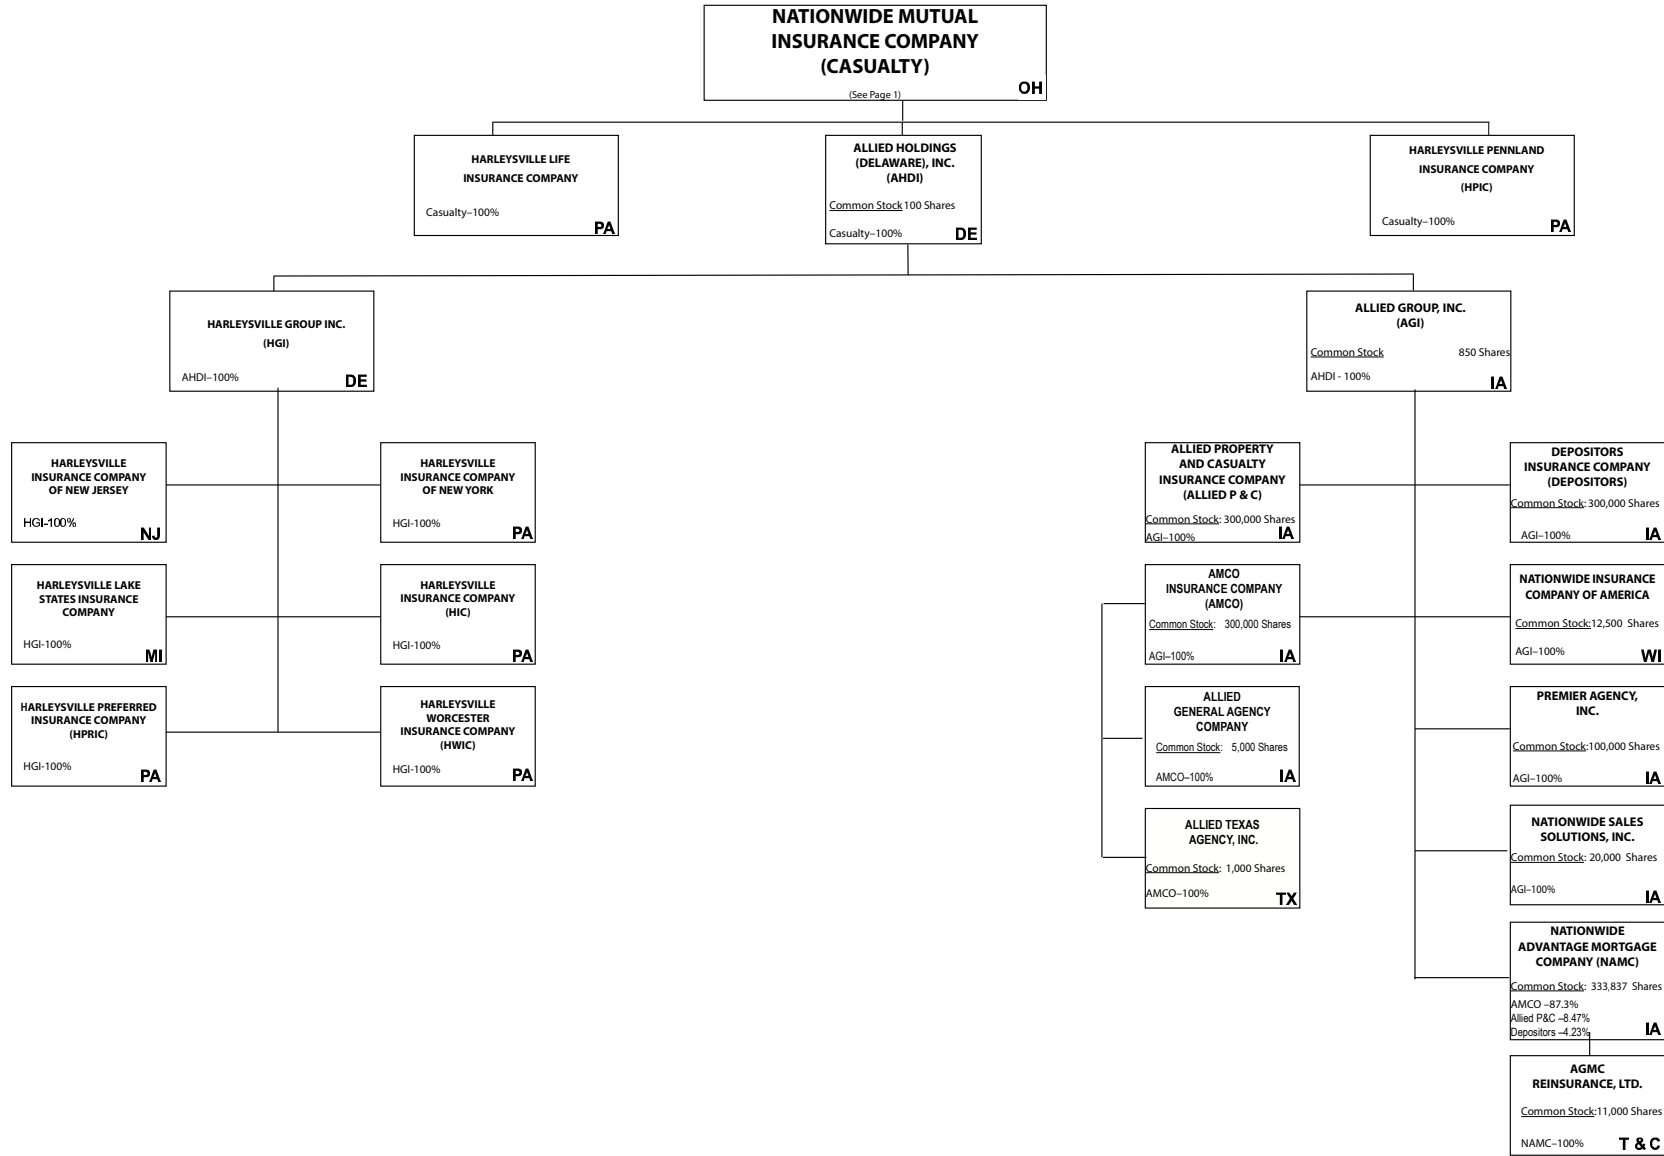 NATIONWIDE MUTUAL
INSURANCE COMPANY
(CASUALTY)
(See Page 1)
OH
HARLEYSVILLE LIFE
INSURANCE COMPANY
Casualty–100%
PA
ALLIED HOLDINGS
(DELAWARE), INC.
(AHDI)
Common Stock 100 Shares
Casualty–100%
DE
HARLEYSVILLE PENNLAND
INSURANCE COMPANY
(HPIC)
Casualty–100%
PA
HARLEYSVILLE GROUP INC.
(HGI)
AHDI–100%
DE
ALLIED GROUP, INC.
(AGI)
Common Stock 850 Shares
AHDI - 100%
IA
HARLEYSVILLE
INSURANCE COMPANY
OF NEW JERSEY
HGI-100%
NJ
HARLEYSVILLE
INSURANCE COMPANY
OF NEW YORK
HGI-100%
PA
ALLIED PROPERTY
AND CASUALTY
INSURANCE COMPANY
(ALLIED P & C)
Common Stock: 300,000 Shares
AGI–100%
IA
DEPOSITORS
INSURANCE COMPANY
(DEPOSITORS)
Common Stock: 300,000 Shares
AGI–100%
IA
HARLEYSVILLE LAKE
STATES INSURANCE
COMPANY
HGI-100%
MI
HARLEYSVILLE
INSURANCE COMPANY
(HIC)
HGI-100%
PA
AMCO
INSURANCE COMPANY
(AMCO)
Common Stock: 300,000 Shares
AGI–100%
IA
NATIONWIDE INSURANCE
COMPANY OF AMERICA
Common Stock:12,500 Shares
AGI–100%
WI
HARLEYSVILLE PREFERRED
INSURANCE COMPANY
(HPRIC)
HGI-100%
PA
HARLEYSVILLE
WORCESTER
INSURANCE COMPANY
(HWIC)
HGI-100%
PA
ALLIED
GENERAL AGENCY
COMPANY
Common Stock: 5,000 Shares
AMCO–100%
IA
PREMIER AGENCY,
INC.
Common Stock:100,000 Shares
AGI–100%
IA
ALLIED TEXAS
AGENCY, INC.
Common Stock: 1,000 Shares
AMCO–100%
TX
NATIONWIDE SALES
SOLUTIONS, INC.
Common Stock: 20,000 Shares
AGI–100%
IA
NATIONWIDE
ADVANTAGE MORTGAGE
COMPANY (NAMC)
Common Stock: 333,837 Shares
AMCO –87.3%
Allied P&C –8.47%
Depositors –4.23%
IA
AGMC
REINSURANCE, LTD.
Common Stock:11,000 Shares
NAMC–100%
T & C